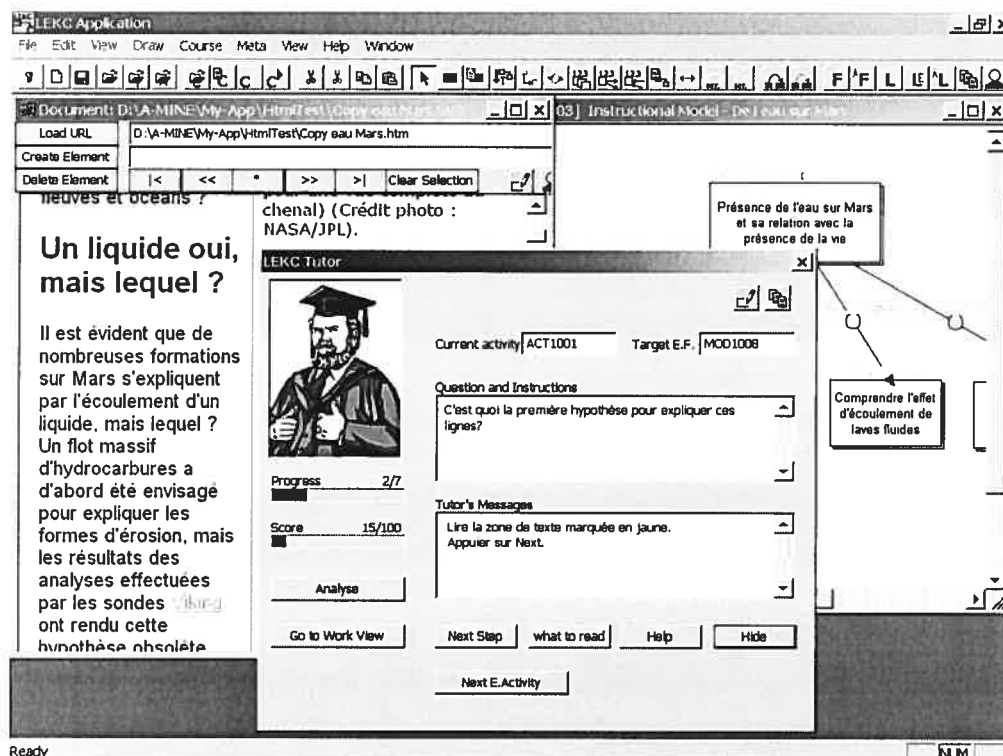 LEKC Application
File Edit View Draw Course Meta View Help Window
F F L LE L
Document: D:\A-MINE\My-App\HtmlTest\Copy eau Mars.htm
Load URL D:\A-MINE\My-App\HtmlTest\Copy eau Mars.htm
Create Element
Delete Element |< << * >> >| Clear Selection
fleuves et océans ?
Un liquide oui,
mais lequel ?
Il est évident que de
nombreuses formations
sur Mars s'expliquent
par l'écoulement d'un
liquide, mais lequel ?
Un flot massif
d'hydrocarbures a
d'abord été envisagé
pour expliquer les
formes d'érosion, mais
les résultats des
analyses effectuées
par les sondes Viking
ont rendu cette
hypothèse obsolète
chenal) (Crédit photo :
NASA/JPL).
03] Instructional Model - De l'eau sur Mars
Présence de l'eau sur Mars
et sa relation avec la
présence de la vie
Comprendre l'effet
d'écoulement de
laves fluides
LEKC Tutor
Current activity ACT1001 Target E.F. MOD1008
Question and Instructions
C'est quoi la première hypothèse pour expliquer ces
lignes?
Progress 2/7
Score 15/100
Tutor's Messages
Lire la zone de texte marquée en jaune.
Appuier sur Next.
Analyse
Go to Work View Next Step what to read Help Hide
Next E.Activity
Ready NUM